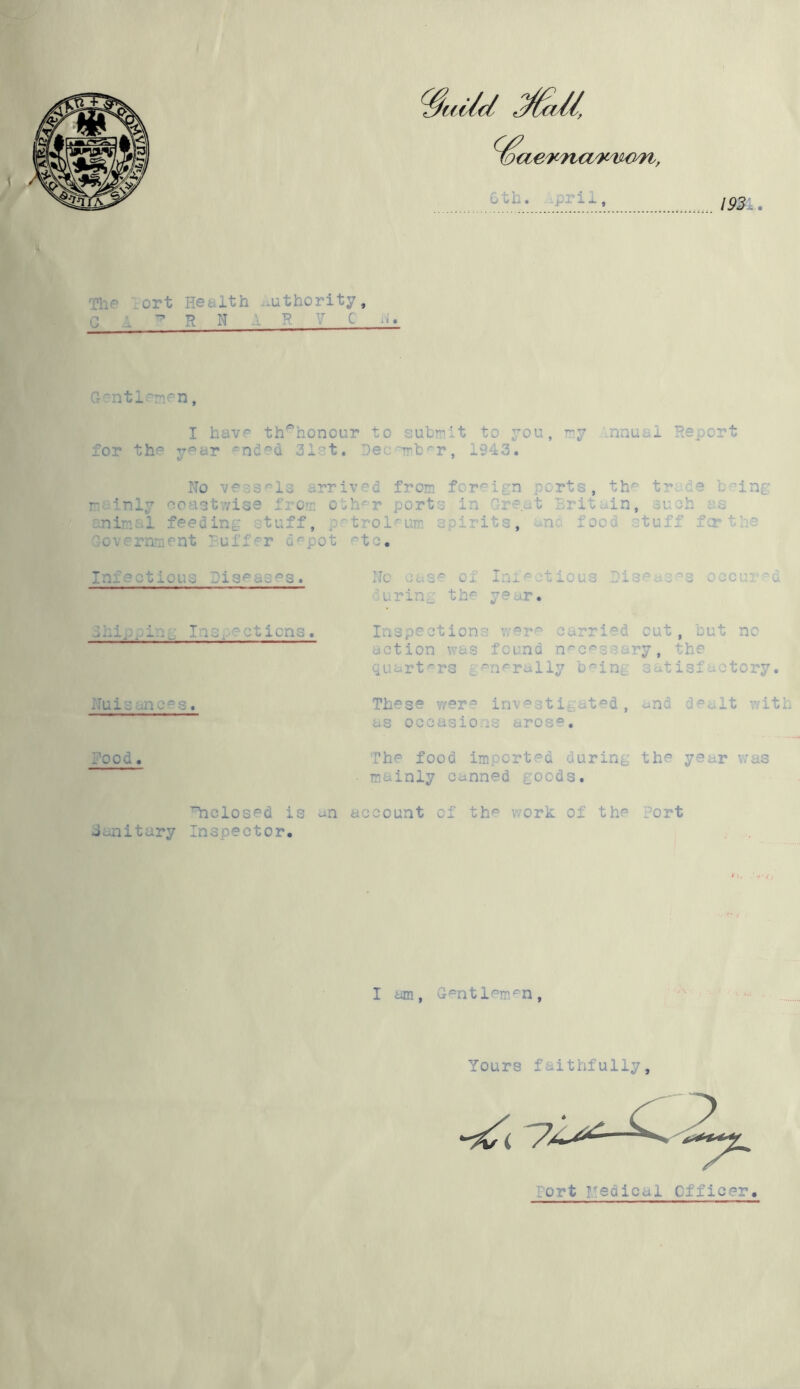 Guild Hall,
Caernarvon,
6th. April, 1934.
The Port Health Authority,
C A E R N A R V O N.
Gentlemen,
I have thehonour to submit to you, my Annual Report
for the year ended 31st. December, 1943.
No vessels arrived from foreign ports, the trade being
mainly coastwise from other ports in Great Britain, such as
animal feeding stuff, petroleum spirits, and food stuff for the
Government Buffer depot etc.
Infectious Diseases. No case of Infectious Diseases occured
during the year.
Shipping Inspections. Inspections were carried out, but no
action was found necessary, the
quarters generally being satisfactory.
Nuisances. These were investigated, and dealt with
as occasions arose.
Food. The food imported during the year was
mainly canned goods.
Enclosed is an account of the work of the Port
Sanitary Inspector.
I am, Gentlemen,
Yours faithfully,
Port Medical Officer.